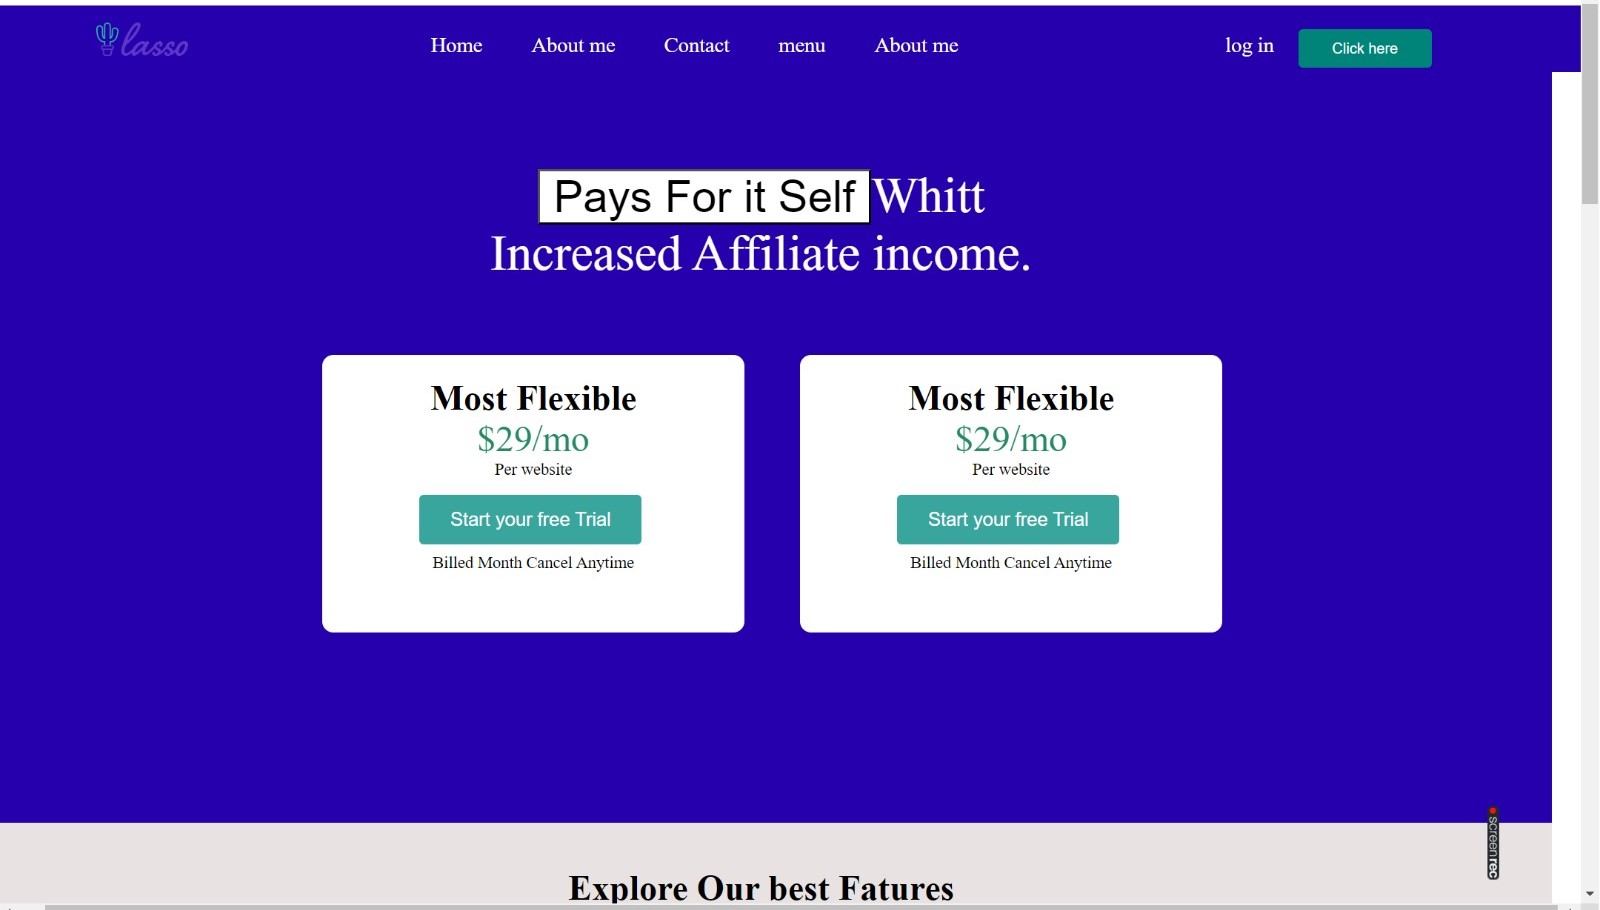 lasso
Home About me Contact menu About me log in Click here
Pays For it Self Whitt
Increased Affiliate income.
Most Flexible
$29/mo
Per website
Start your free Trial
Billed Month Cancel Anytime
Most Flexible
$29/mo
Per website
Start your free Trial
Billed Month Cancel Anytime
screenrec
Explore Our best Fatures